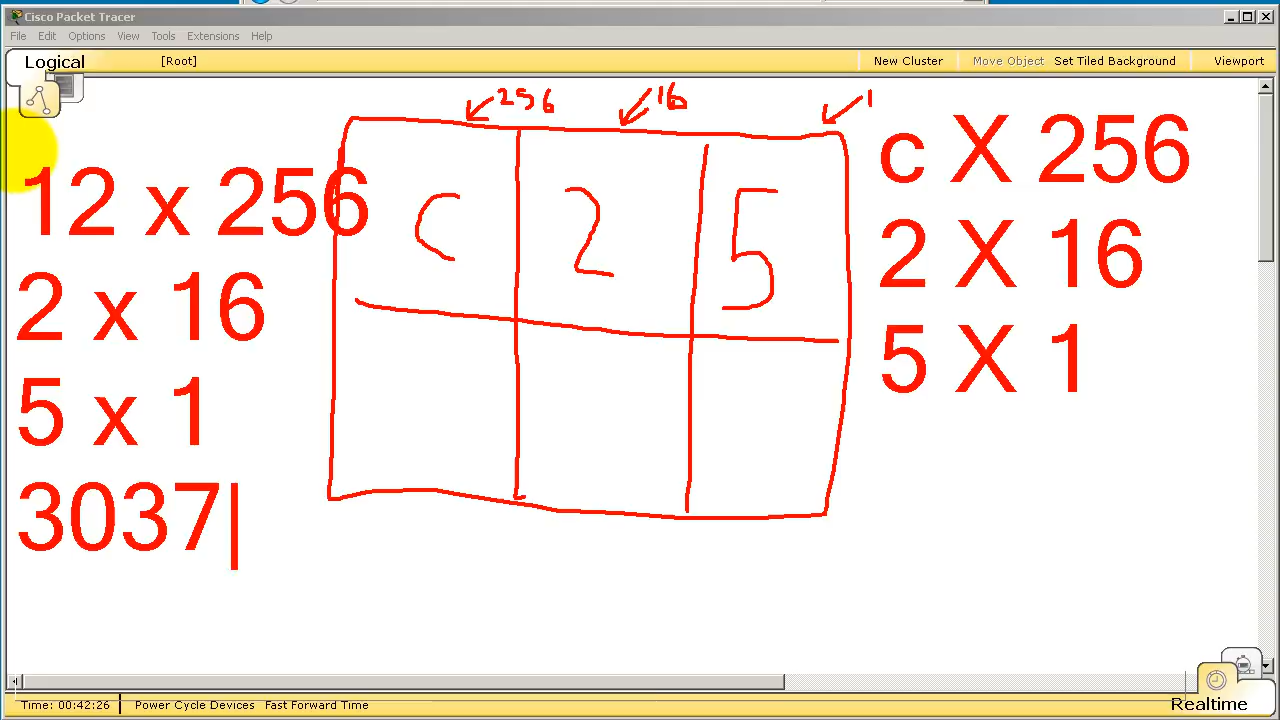 Cisco Packet Tracer
File Edit Options View Tools Extensions Help
Logical [Root] New Cluster Move Object Set Tiled Background Viewport
256 16 1
12 x 256
2 x 16
5 x 1
3037
C 2 5
c X 256
2 X 16
5 X 1
Time: 00:42:26 Power Cycle Devices Fast Forward Time Realtime